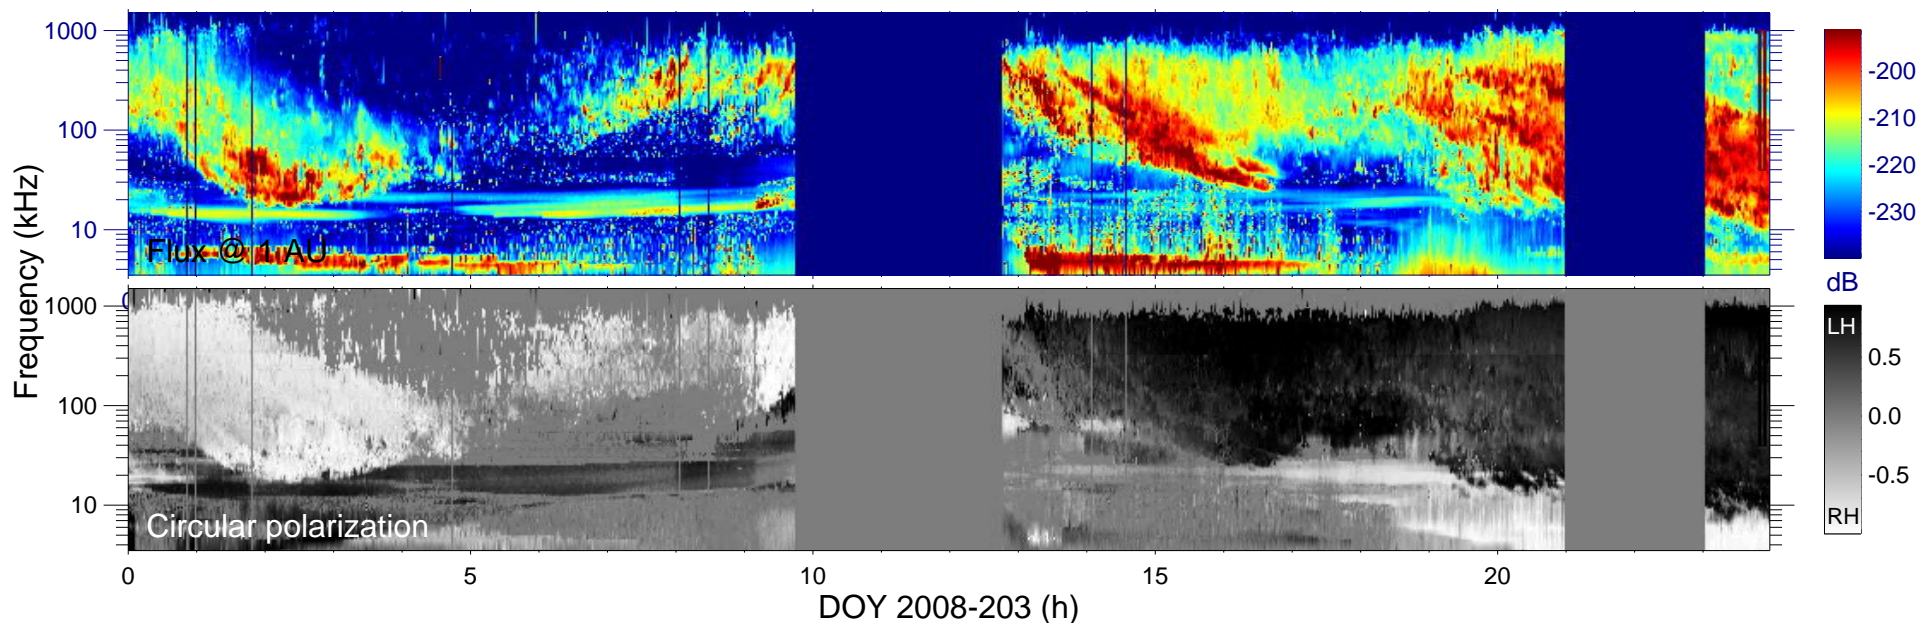 1000
100
10
Flux @ 1 AU
-200
-210
-220
-230
dB
0
Frequency (kHz)
1000
100
10
Circular polarization
LH
0.5
0.0
-0.5
RH
0 5 10 15 20
DOY 2008-203 (h)